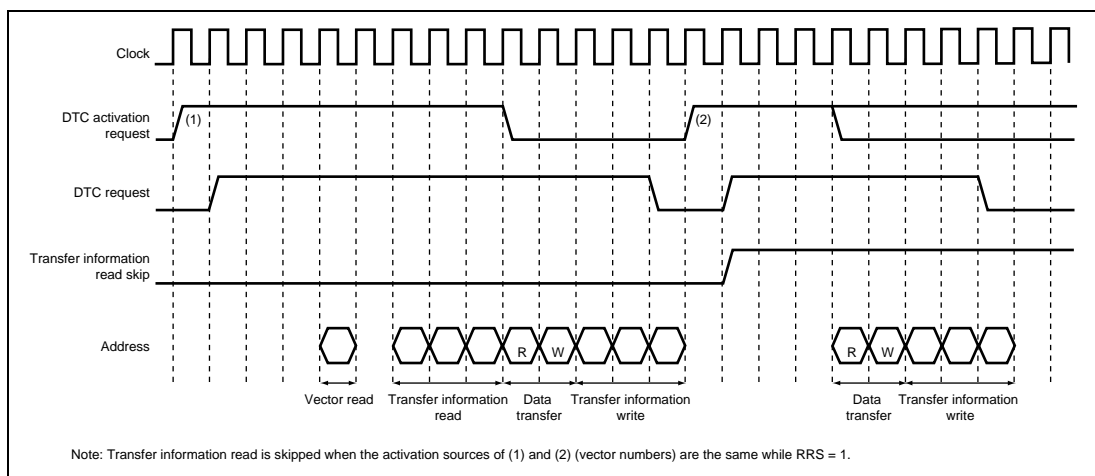 Clock
DTC activation
request
(1)
(2)
DTC request
Transfer information
read skip
Address
R
W
R
W
Vector read
Transfer information
read
Data
transfer
Transfer information
write
Data
transfer
Transfer information
write
Note: Transfer information read is skipped when the activation sources of (1) and (2) (vector numbers) are the same while RRS = 1.